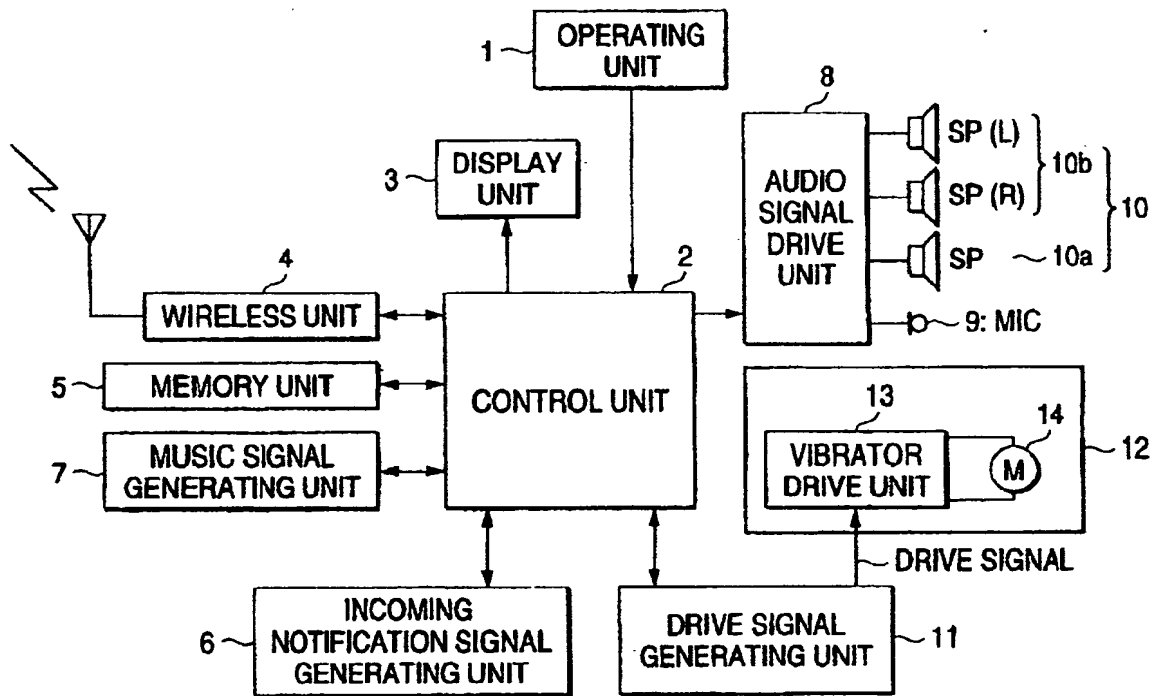 1
OPERATING
UNIT
8
3
DISPLAY
UNIT
AUDIO
SIGNAL
DRIVE
UNIT
SP (L)
SP (R)
10b
SP
10a
10
9: MIC
4
WIRELESS UNIT
2
CONTROL UNIT
5
MEMORY UNIT
7
MUSIC SIGNAL
GENERATING UNIT
13
VIBRATOR
DRIVE UNIT
14
M
12
DRIVE SIGNAL
6
INCOMING
NOTIFICATION SIGNAL
GENERATING UNIT
DRIVE SIGNAL
GENERATING UNIT
11